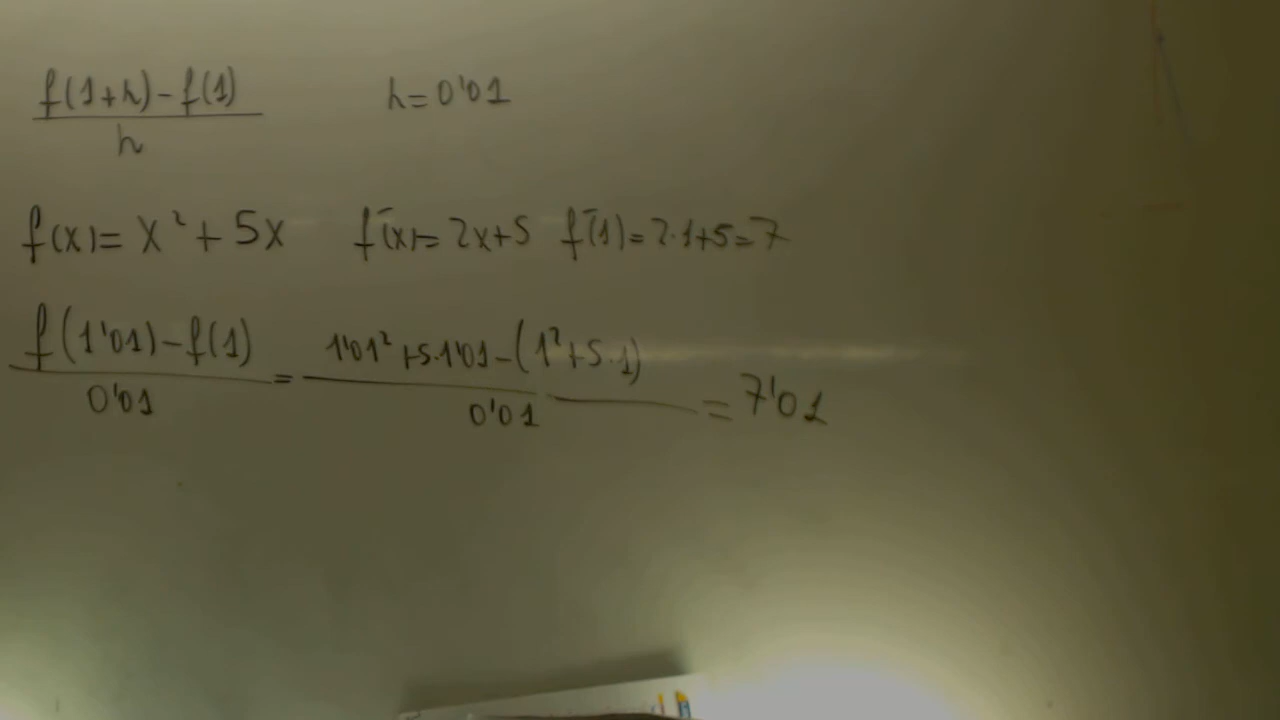 f(1+h)-f(1) / h h=0'01
f(x)= x²+5x f'(x)=2x+5 f'(1)=2·1+5=7
f(1'01)-f(1) / 0'01 = 1'01²+5·1'01-(1²+5·1) / 0'01 = 7'01